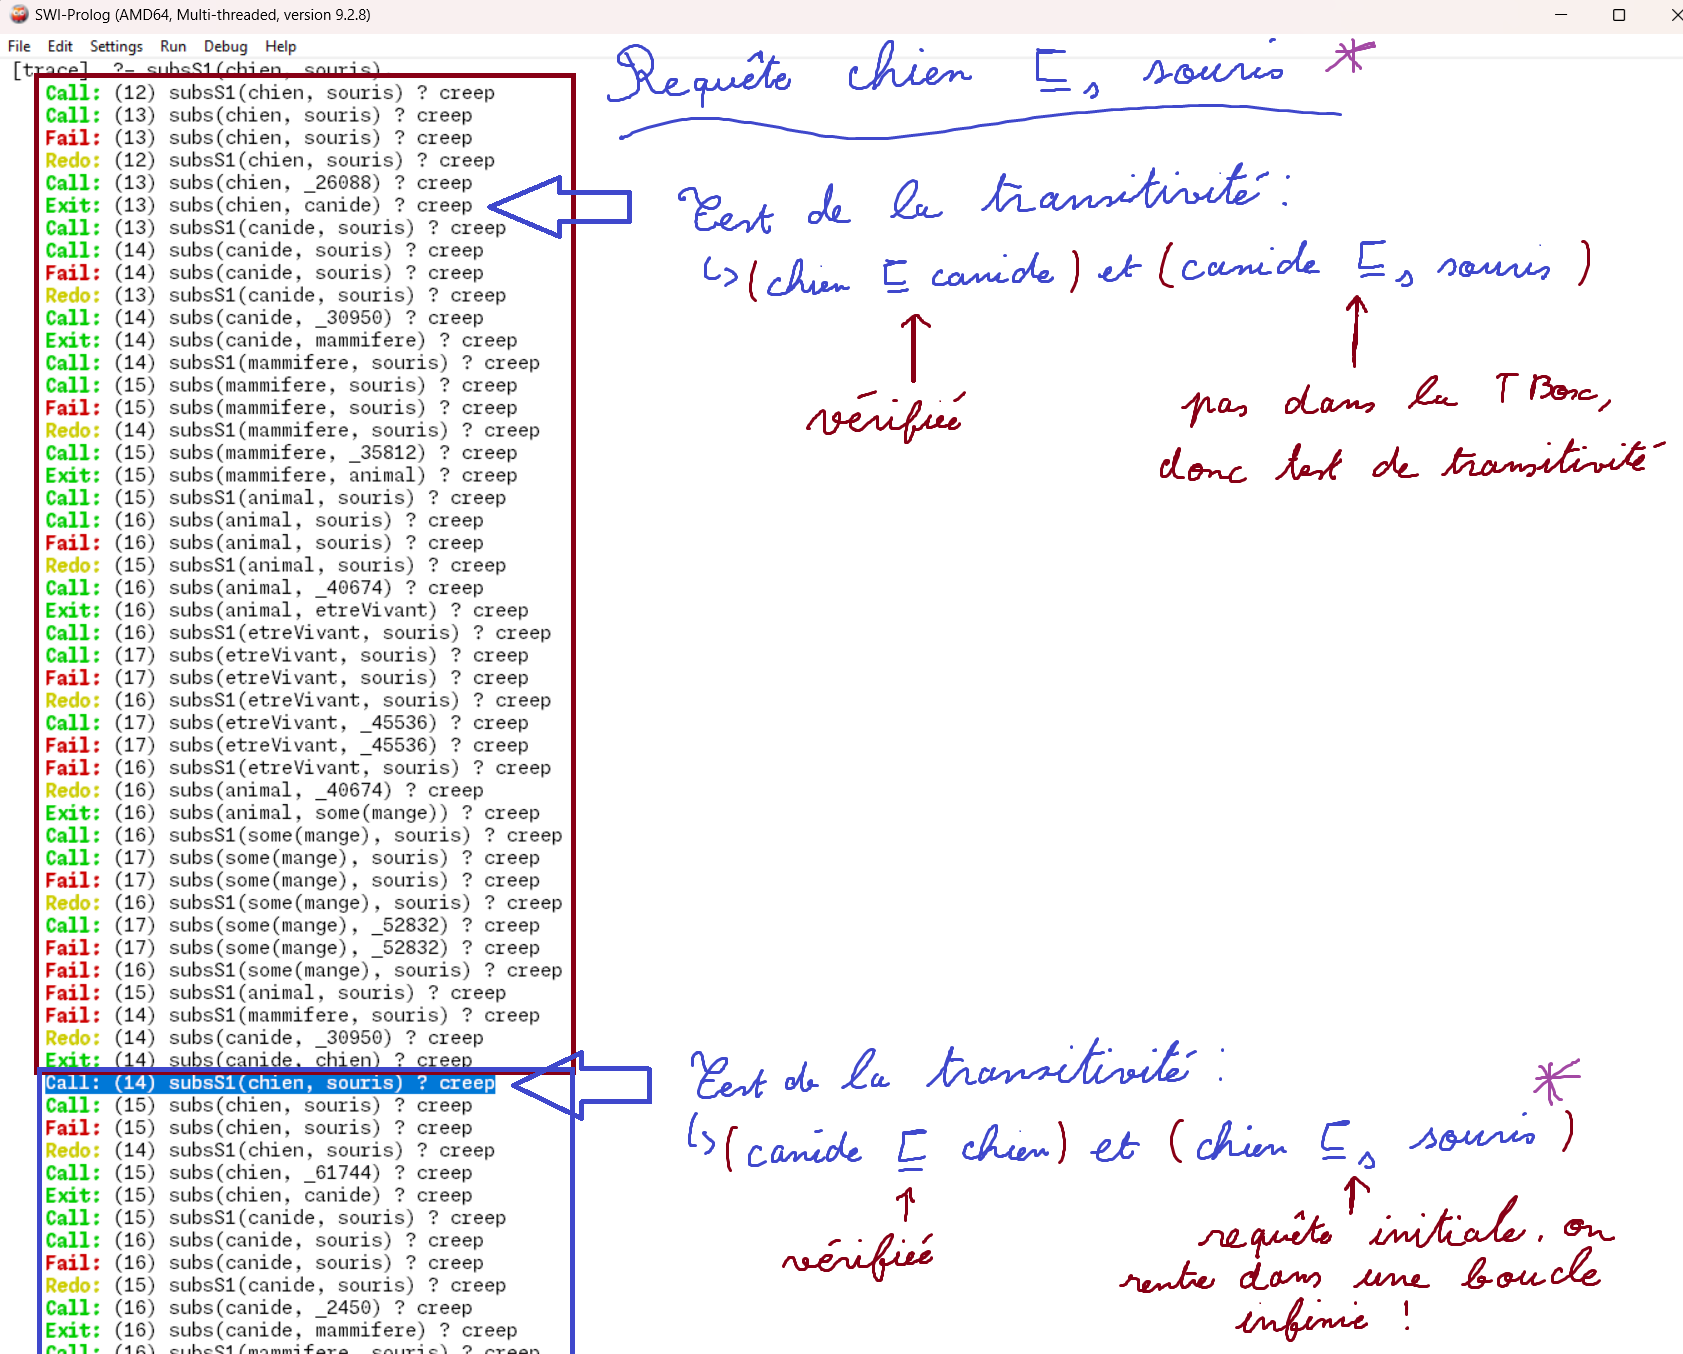 SWI-Prolog (AMD64, Multi-threaded, version 9.2.8)
File Edit Settings Run Debug Help
[trace] ?- subsS1(chien, souris).
Call: (12) subsS1(chien, souris) ? creep
Call: (13) subs(chien, souris) ? creep
Fail: (13) subs(chien, souris) ? creep
Redo: (12) subsS1(chien, souris) ? creep
Call: (13) subs(chien, _26088) ? creep
Exit: (13) subs(chien, canide) ? creep
Call: (13) subsS1(canide, souris) ? creep
Call: (14) subs(canide, souris) ? creep
Fail: (14) subs(canide, souris) ? creep
Redo: (13) subsS1(canide, souris) ? creep
Call: (14) subs(canide, _30950) ? creep
Exit: (14) subs(canide, mammifere) ? creep
Call: (14) subsS1(mammifere, souris) ? creep
Call: (15) subs(mammifere, souris) ? creep
Fail: (15) subs(mammifere, souris) ? creep
Redo: (14) subsS1(mammifere, souris) ? creep
Call: (15) subs(mammifere, _35812) ? creep
Exit: (15) subs(mammifere, animal) ? creep
Call: (15) subsS1(animal, souris) ? creep
Call: (16) subs(animal, souris) ? creep
Fail: (16) subs(animal, souris) ? creep
Redo: (15) subsS1(animal, souris) ? creep
Call: (16) subs(animal, _40674) ? creep
Exit: (16) subs(animal, etreVivant) ? creep
Call: (16) subsS1(etreVivant, souris) ? creep
Call: (17) subs(etreVivant, souris) ? creep
Fail: (17) subs(etreVivant, souris) ? creep
Redo: (16) subsS1(etreVivant, souris) ? creep
Call: (17) subs(etreVivant, _45536) ? creep
Fail: (17) subs(etreVivant, _45536) ? creep
Fail: (16) subsS1(etreVivant, souris) ? creep
Redo: (16) subs(animal, _40674) ? creep
Exit: (16) subs(animal, some(mange)) ? creep
Call: (16) subsS1(some(mange), souris) ? creep
Call: (17) subs(some(mange), souris) ? creep
Fail: (17) subs(some(mange), souris) ? creep
Redo: (16) subsS1(some(mange), souris) ? creep
Call: (17) subs(some(mange), _52832) ? creep
Fail: (17) subs(some(mange), _52832) ? creep
Fail: (16) subsS1(some(mange), souris) ? creep
Fail: (15) subsS1(animal, souris) ? creep
Fail: (14) subsS1(mammifere, souris) ? creep
Redo: (14) subs(canide, _30950) ? creep
Exit: (14) subs(canide, chien) ? creep
Call: (14) subsS1(chien, souris) ? creep
Call: (15) subs(chien, souris) ? creep
Fail: (15) subs(chien, souris) ? creep
Redo: (14) subsS1(chien, souris) ? creep
Call: (15) subs(chien, _61744) ? creep
Exit: (15) subs(chien, canide) ? creep
Call: (15) subsS1(canide, souris) ? creep
Call: (16) subs(canide, souris) ? creep
Fail: (16) subs(canide, souris) ? creep
Redo: (15) subsS1(canide, souris) ? creep
Call: (16) subs(canide, _2450) ? creep
Exit: (16) subs(canide, mammifere) ? creep
Call: (16) subsS1(mammifere, souris) ? creep
Requête chien ⊑s souris *
Test de la transitivité :
↳ (chien ⊑ canide) et (canide ⊑s souris)
vérifiée
pas dans la TBox,
donc test de transitivité
Test de la transitivité :
↳ (canide ⊑ chien) et (chien ⊑s souris) *
vérifiée
requête initiale. on
rentre dans une boucle
infinie !